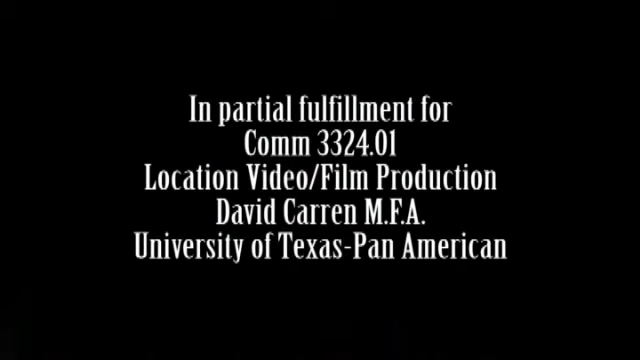 In partial fulfillment for
Comm 3324.01
Location Video/Film Production
David Carren M.F.A.
University of Texas-Pan American